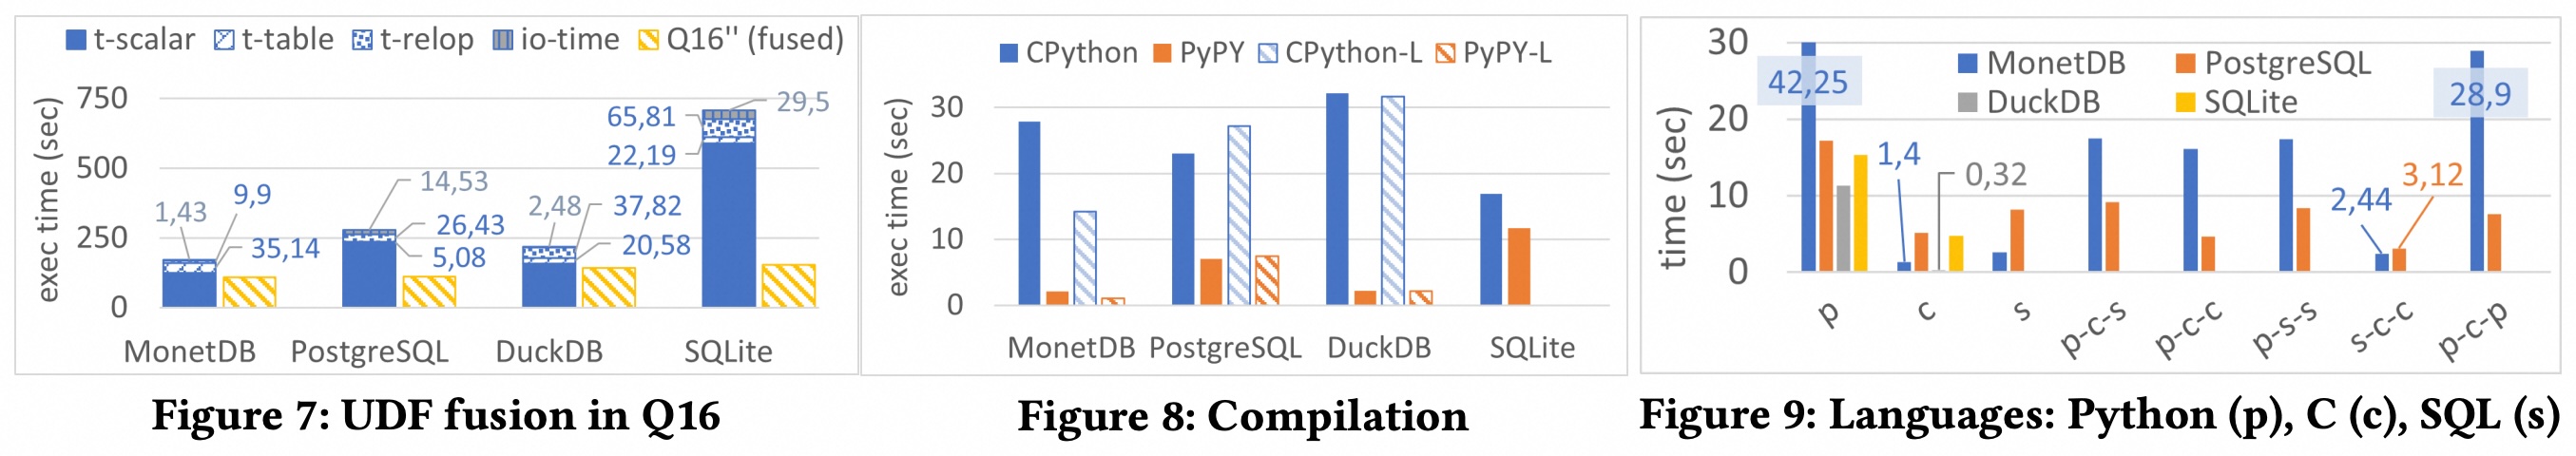 t-scalar t-table t-relop io-time Q16'' (fused)
exec time (sec)
750
500
250
0
1,43
9,9
35,14
14,53
26,43
5,08
2,48
37,82
20,58
65,81
22,19
29,5
MonetDB PostgreSQL DuckDB SQLite
Figure 7: UDF fusion in Q16
CPython PyPY CPython-L PyPY-L
exec time (sec)
30
20
10
0
MonetDB PostgreSQL DuckDB SQLite
Figure 8: Compilation
MonetDB PostgreSQL
DuckDB SQLite
time (sec)
30
20
10
0
42,25
1,4
0,32
2,44
3,12
28,9
p c s p-c-s p-c-c p-s-s s-c-c p-c-p
Figure 9: Languages: Python (p), C (c), SQL (s)